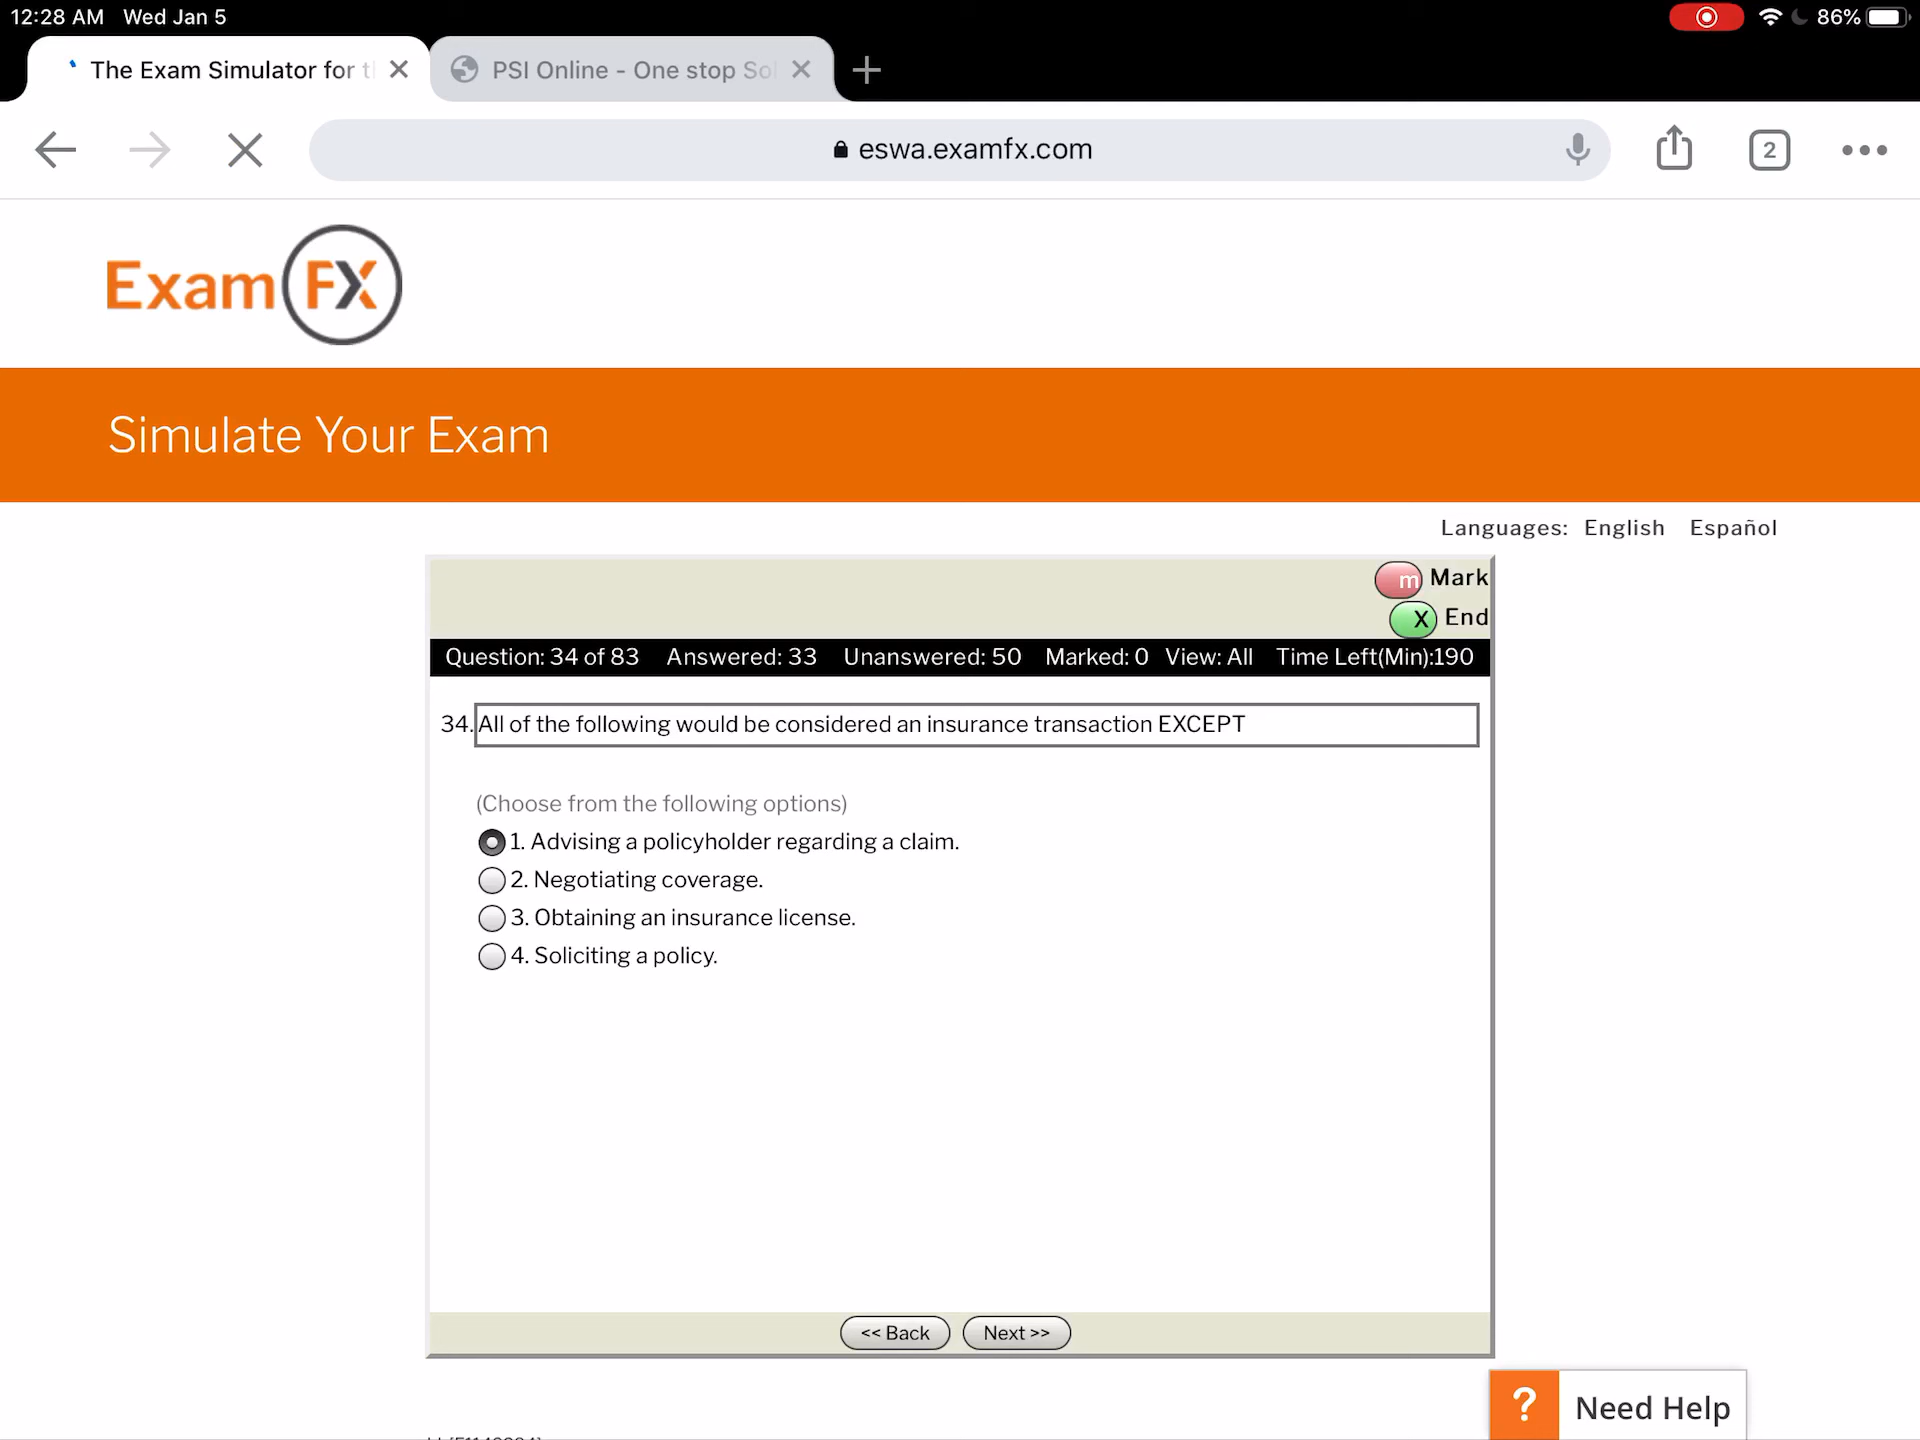 12:28 AM Wed Jan 5 86%
The Exam Simulator for PSI Online - One stop
eswa.examfx.com 2
Exam FX
Simulate Your Exam
Languages: English Español
m Mark
X End
Question: 34 of 83 Answered: 33 Unanswered: 50 Marked: 0 View: All Time Left(Min):190
34. All of the following would be considered an insurance transaction EXCEPT
(Choose from the following options)
1. Advising a policyholder regarding a claim.
2. Negotiating coverage.
3. Obtaining an insurance license.
4. Soliciting a policy.
<< Back Next >>
? Need Help